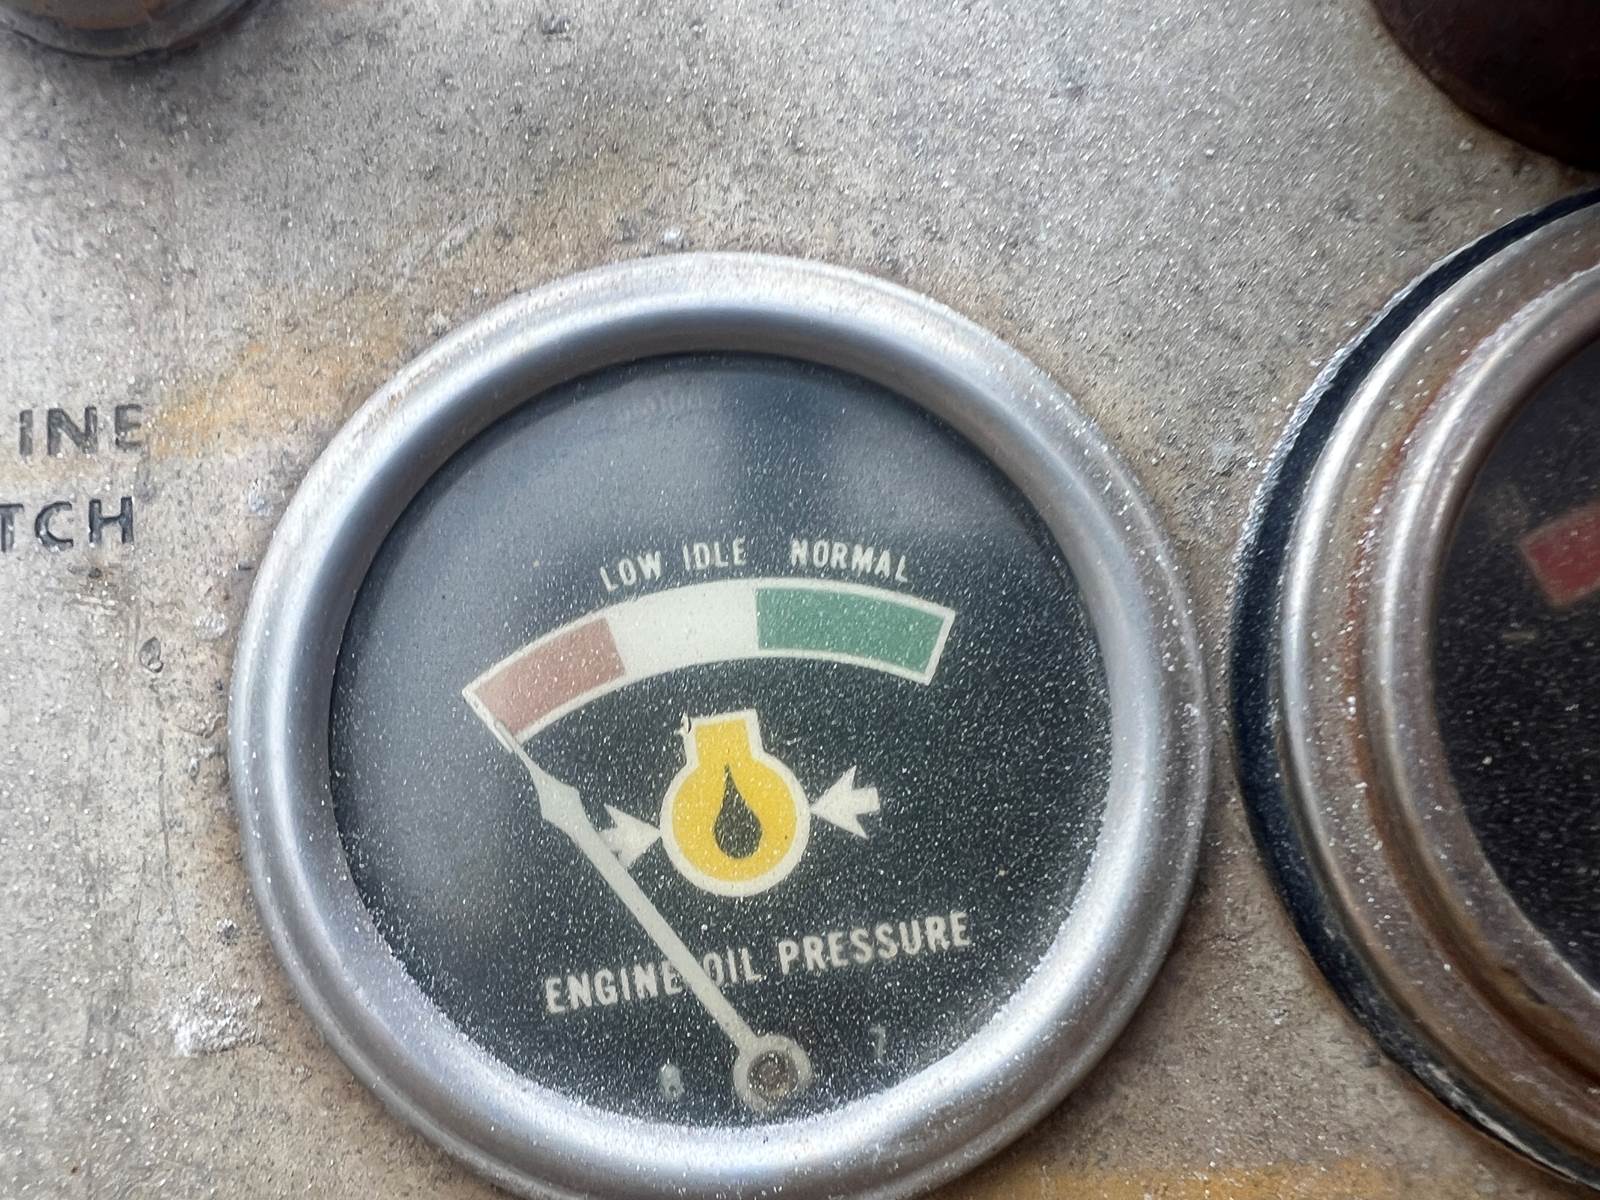 INE
TCH
LOW IDLE NORMAL
ENGINE OIL PRESSURE